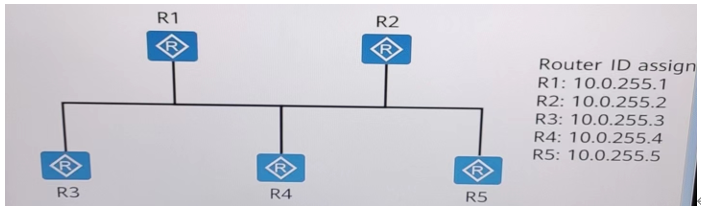 R1
R2
R
R
Router ID assign
R1: 10.0.255.1
R2: 10.0.255.2
R3: 10.0.255.3
R4: 10.0.255.4
R5: 10.0.255.5
R
R
R
R3
R4
R5